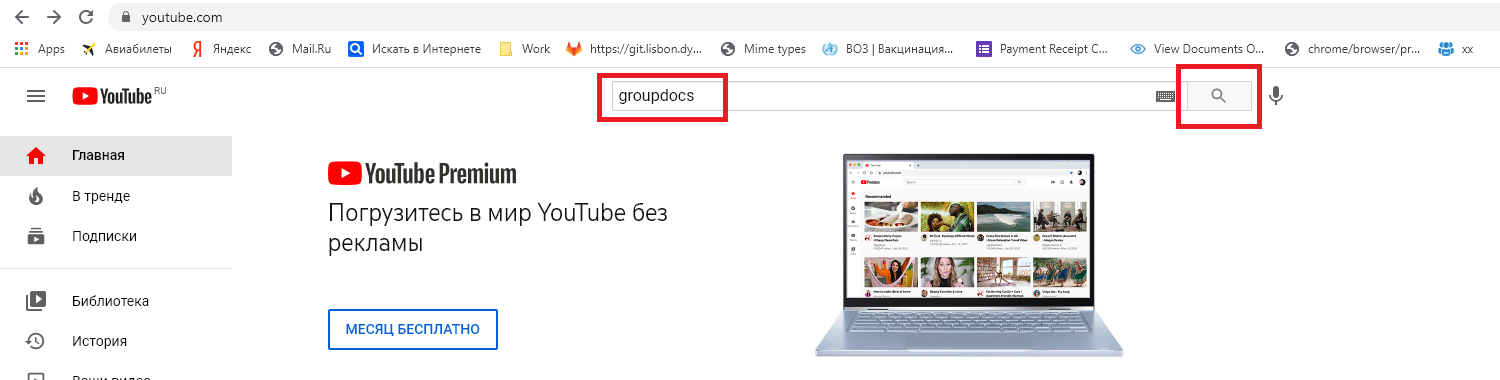 youtube.com
Apps Авиабилеты Яндекс Mail.Ru Искать в Интернете Work https://git.lisbon.dy... Mime types ВОЗ | Вакцинация... Payment Receipt C... View Documents O... chrome/browser/pr... xx
YouTube RU
groupdocs
Главная
В тренде
Подписки
Библиотека
История
YouTube Premium
Погрузитесь в мир YouTube без
рекламы
МЕСЯЦ БЕСПЛАТНО
Premium
Recommended